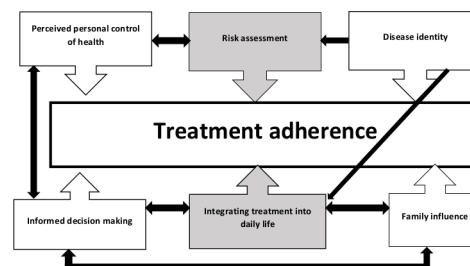 Perceived personal control
of health
Risk assessment
Disease identity
Treatment adherence
Informed decision making
Integrating treatment into
daily life
Family influence